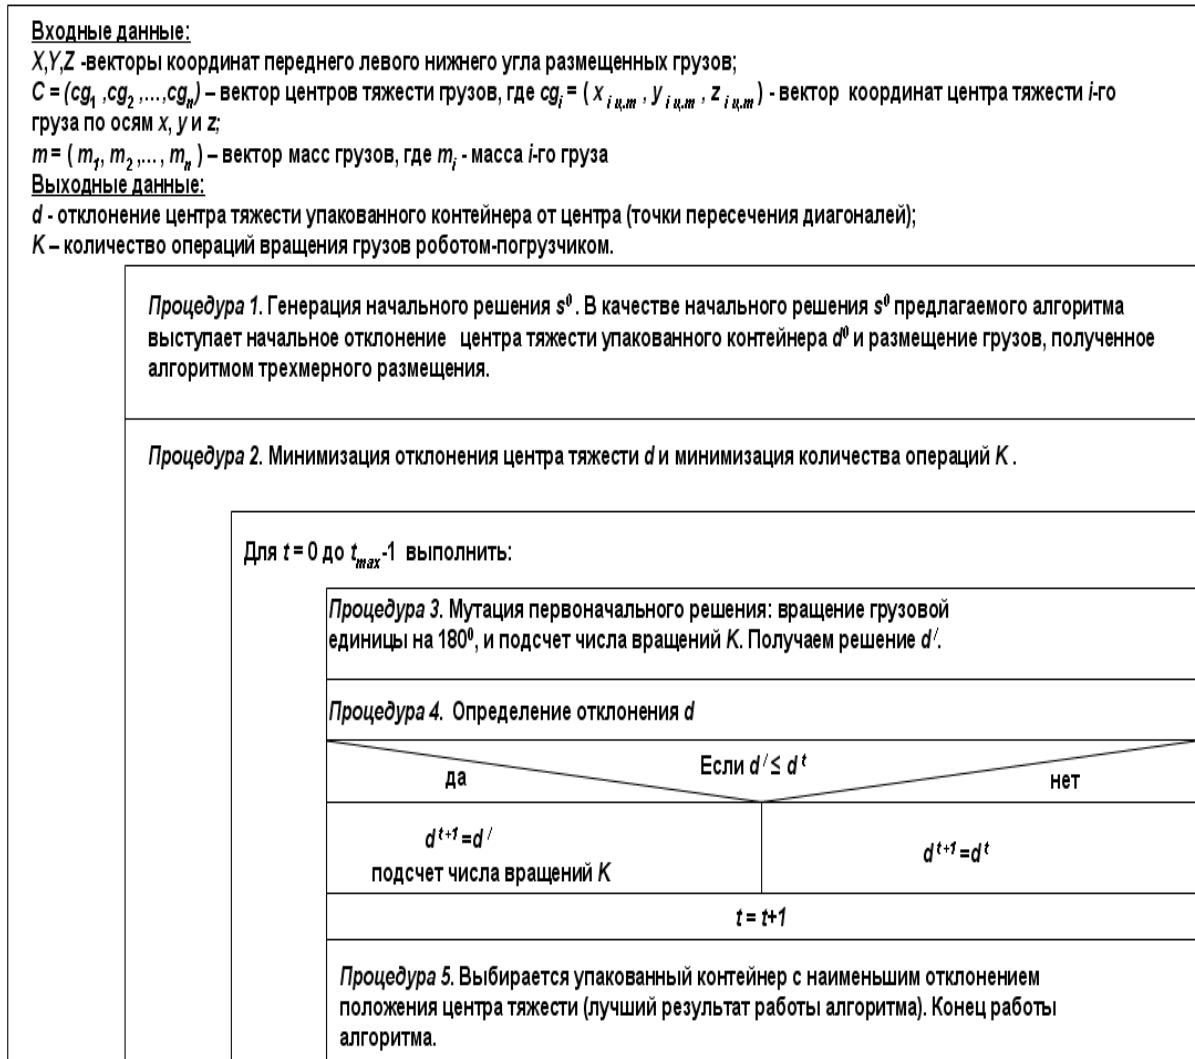 Входные данные:
X,Y,Z -векторы координат переднего левого нижнего угла размещенных грузов;
C = (cg₁ ,cg₂ ,...,cgₙ) – вектор центров тяжести грузов, где cgᵢ = ( x i ц.т , y i ц.т , z i ц.т ) - вектор координат центра тяжести i-го
груза по осям x, y и z;
m = ( m₁, m₂ ,..., mₙ ) – вектор масс грузов, где mᵢ - масса i-го груза
Выходные данные:
d - отклонение центра тяжести упакованного контейнера от центра (точки пересечения диагоналей);
K – количество операций вращения грузов роботом-погрузчиком.
Процедура 1. Генерация начального решения s⁰ . В качестве начального решения s⁰ предлагаемого алгоритма
выступает начальное отклонение центра тяжести упакованного контейнера d⁰ и размещение грузов, полученное
алгоритмом трехмерного размещения.
Процедура 2. Минимизация отклонения центра тяжести d и минимизация количества операций K .
Для t = 0 до tmax-1 выполнить:
Процедура 3. Мутация первоначального решения: вращение грузовой
единицы на 180⁰, и подсчет числа вращений K. Получаем решение d′.
Процедура 4. Определение отклонения d
Если d ′ ≤ d ᵗ
да
нет
d ᵗ⁺¹ =d ′
подсчет числа вращений K
d ᵗ⁺¹ =d ᵗ
t = t+1
Процедура 5. Выбирается упакованный контейнер с наименьшим отклонением
положения центра тяжести (лучший результат работы алгоритма). Конец работы
алгоритма.